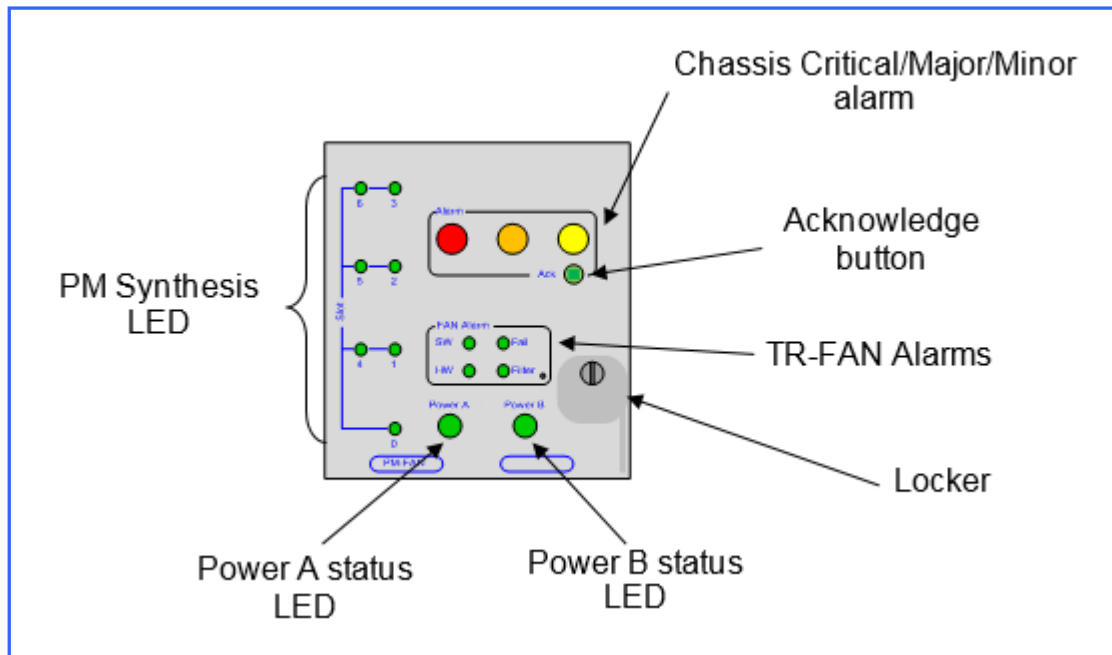 Chassis Critical/Major/Minor
alarm
Acknowledge
button
PM Synthesis
LED
TR-FAN Alarms
Locker
Power A status
LED
Power B status
LED
Slot
6 3
5 2
4 1
0
Alarm
Ack
FAN Alarm
SW Fail
HW Filter
Power A Power B
PM-FAN